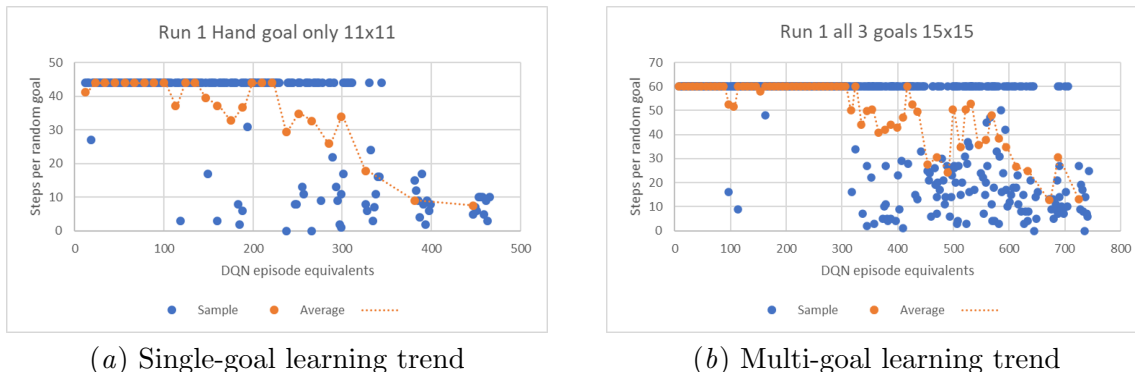 Run 1 Hand goal only 11x11
50
40
30
20
10
0
Steps per random goal
0 100 200 300 400 500
DQN episode equivalents
Sample Average
(a) Single-goal learning trend
Run 1 all 3 goals 15x15
70
60
50
40
30
20
10
0
Steps per random goal
0 100 200 300 400 500 600 700 800
DQN episode equivalents
Sample Average
(b) Multi-goal learning trend